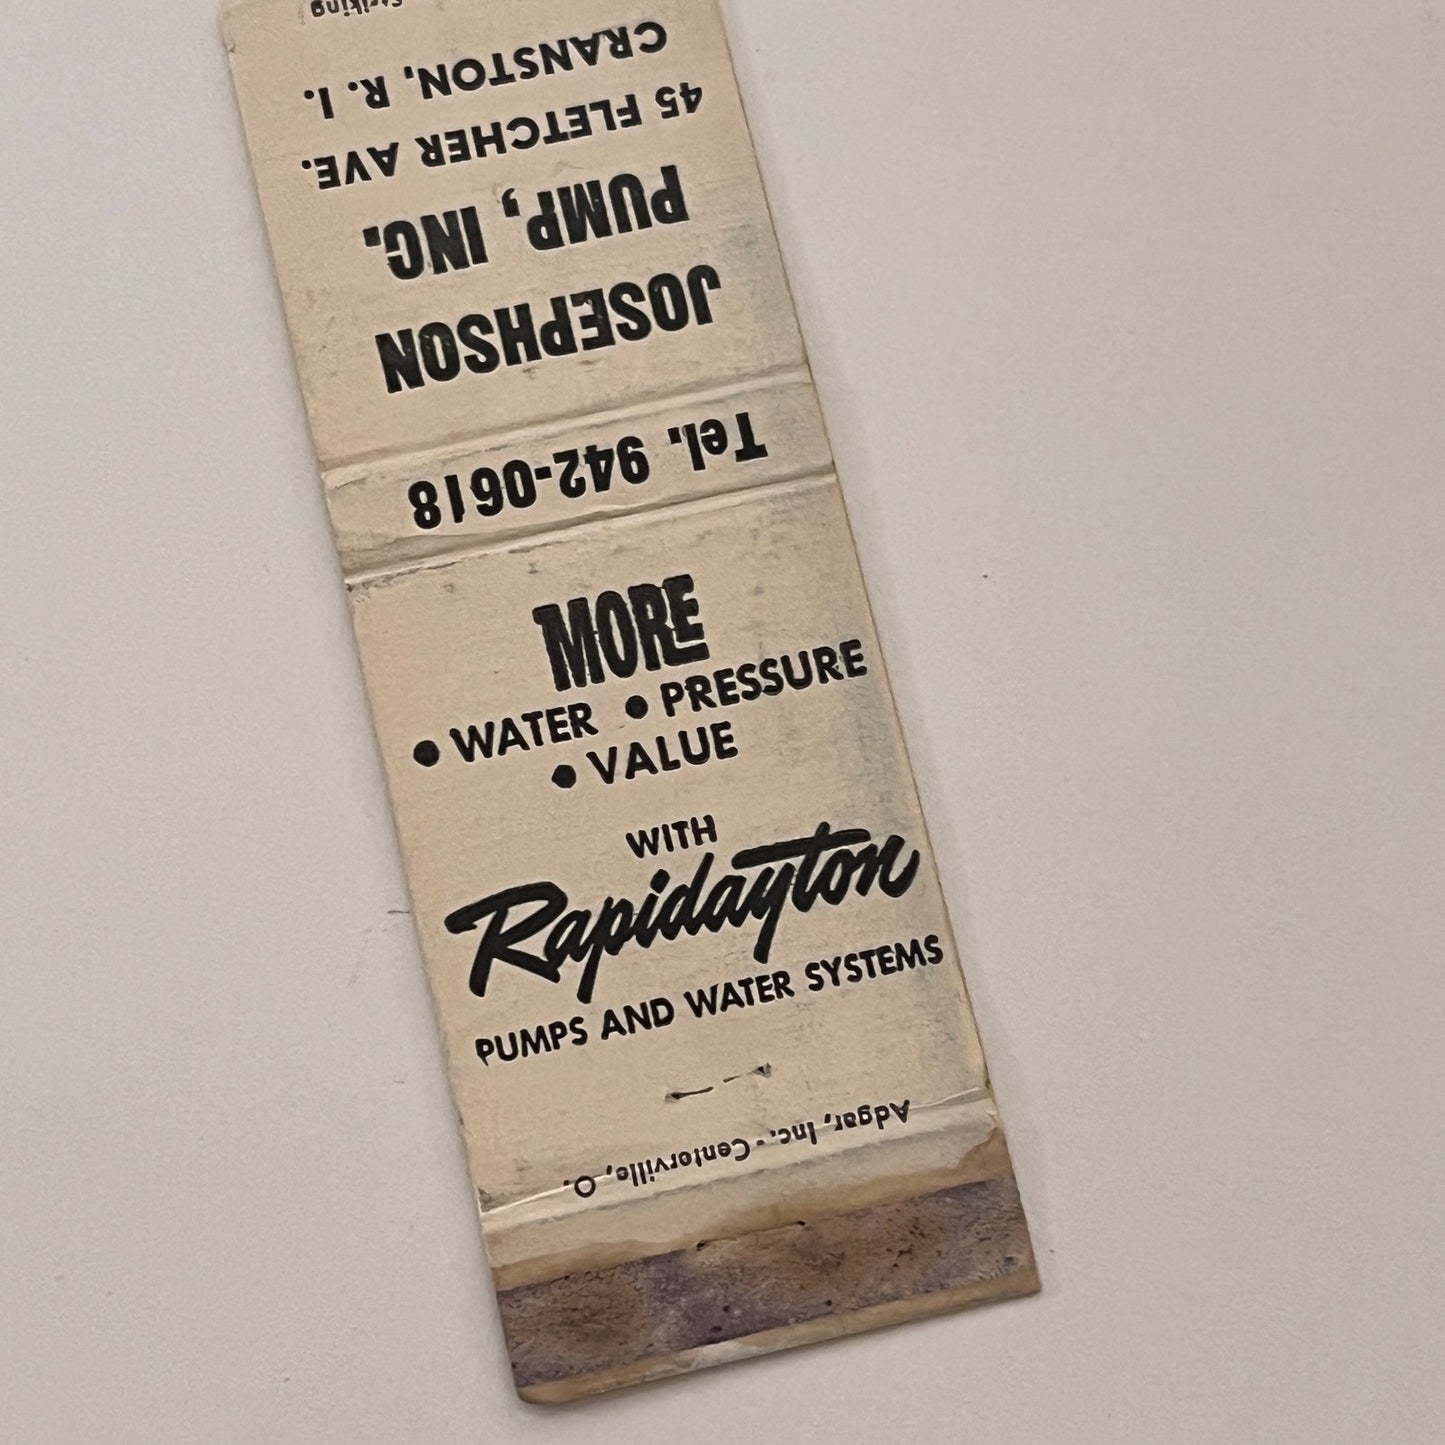 MORE
• WATER • PRESSURE
• VALUE
WITH
Rapidayton
PUMPS AND WATER SYSTEMS
Tel. 942-0618
JOSEPHSON
PUMP, INC.
45 FLETCHER AVE.
CRANSTON, R. I.
Striking
Adgar, Inc. - Centerville, O.